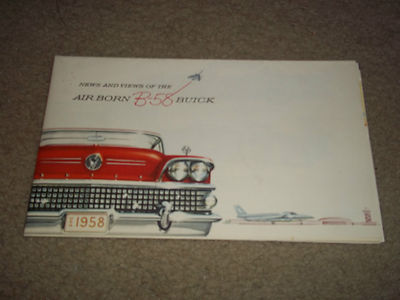 NEWS AND VIEWS OF THE
AIR BORN B-58 BUICK
1958